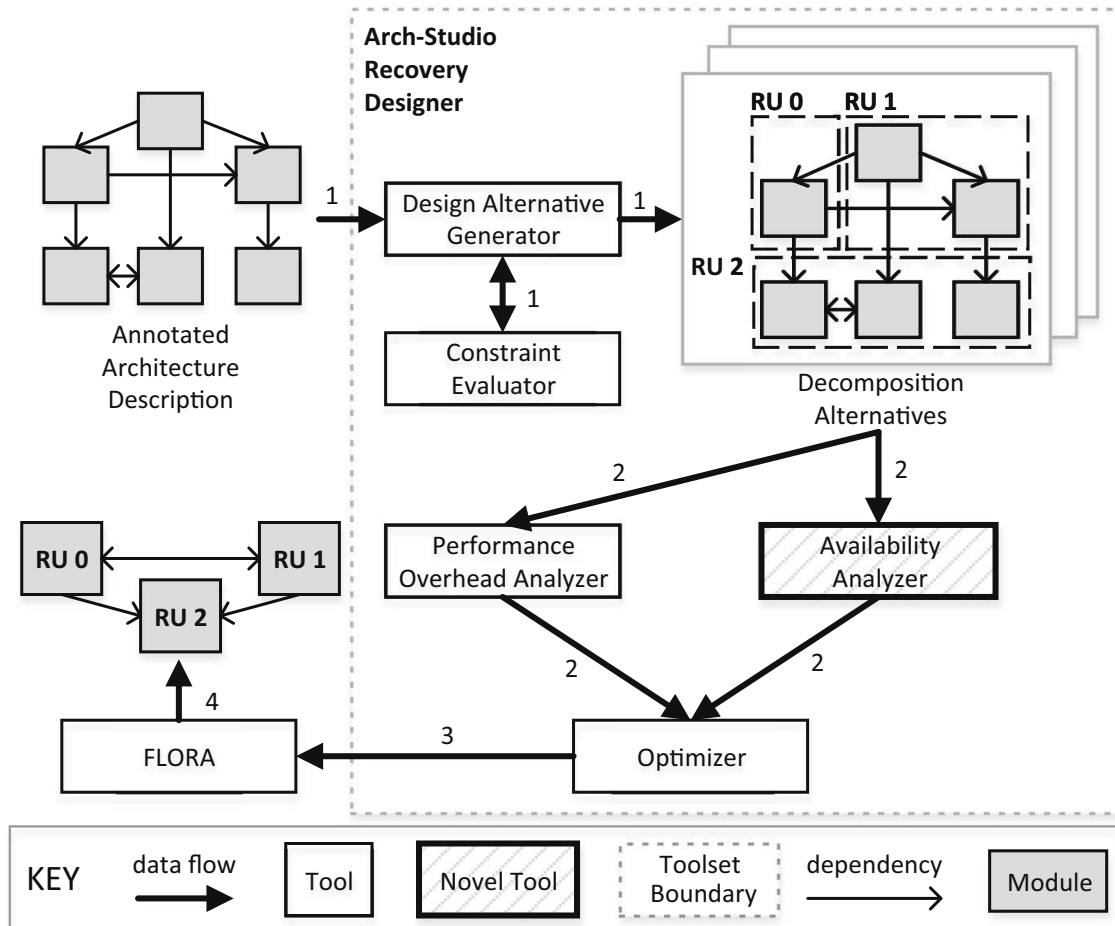 Arch-Studio
Recovery
Designer
RU 0
RU 1
RU 2
1
Design Alternative
Generator
1
1
Constraint
Evaluator
Annotated
Architecture
Description
Decomposition
Alternatives
2
2
Performance
Overhead Analyzer
Availability
Analyzer
RU 0
RU 1
RU 2
2
2
4
3
FLORA
Optimizer
KEY
data flow
Tool
Novel Tool
Toolset
Boundary
dependency
Module